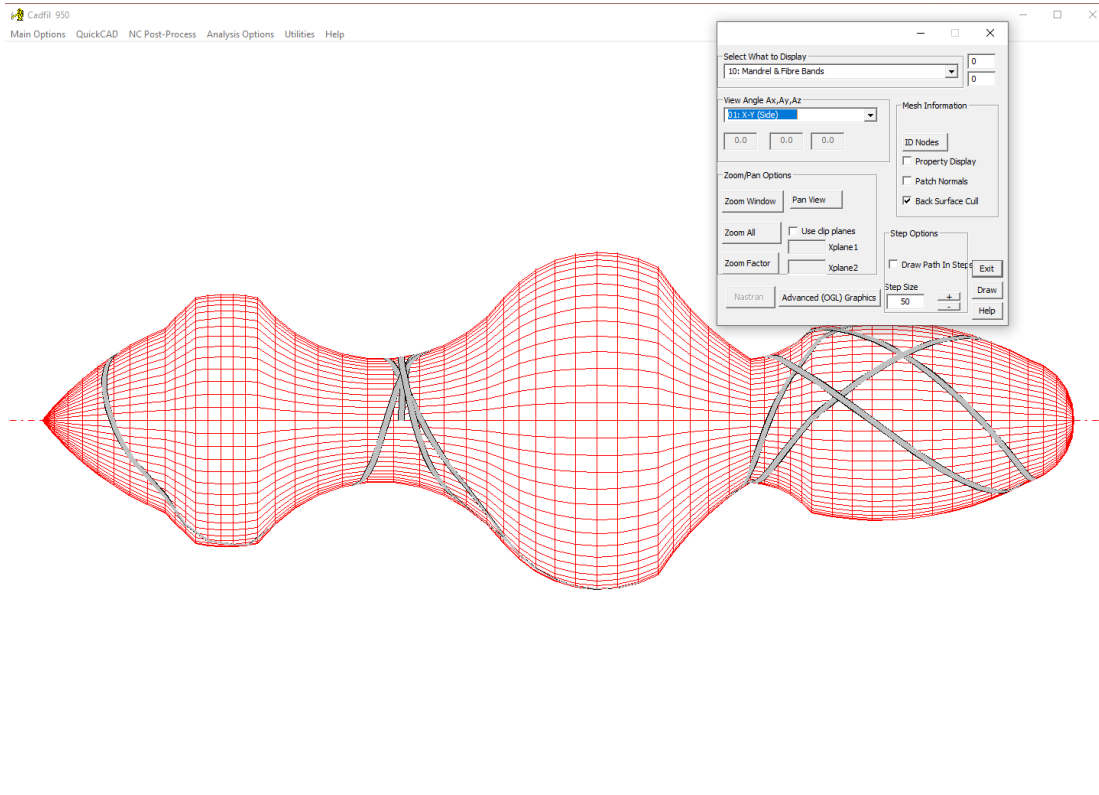 Cadfil 950
Main Options QuickCAD NC Post-Process Analysis Options Utilities Help
Select What to Display
10: Mandrel & Fibre Bands
0
0
View Angle Ax,Ay,Az
01: X-Y (Side)
0.0 0.0 0.0
Mesh Information
ID Nodes
Property Display
Patch Normals
Back Surface Cull
Zoom/Pan Options
Zoom Window Pan View
Zoom All Use clip planes
Xplane1
Zoom Factor Xplane2
Nastran Advanced (OGL) Graphics
Step Options
Draw Path In Steps
Step Size
50 + -
Exit
Draw
Help